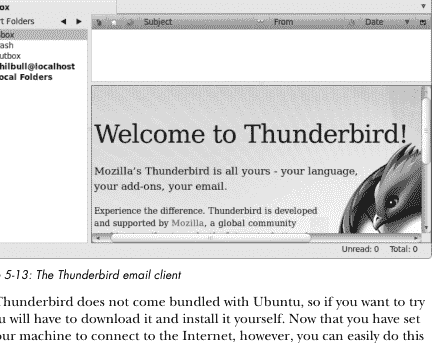 ox
rt Folders
Subject From Date
box
ash
utbox
hilbull@localhost
ocal Folders
Welcome to Thunderbird!
Mozilla's Thunderbird is all yours - your language,
your add-ons, your email.
Experience the difference. Thunderbird is developed
and supported by Mozilla, a global community
Unread: 0 Total: 0
5-13: The Thunderbird email client
Thunderbird does not come bundled with Ubuntu, so if you want to try
u will have to download it and install it yourself. Now that you have set
our machine to connect to the Internet, however, you can easily do this